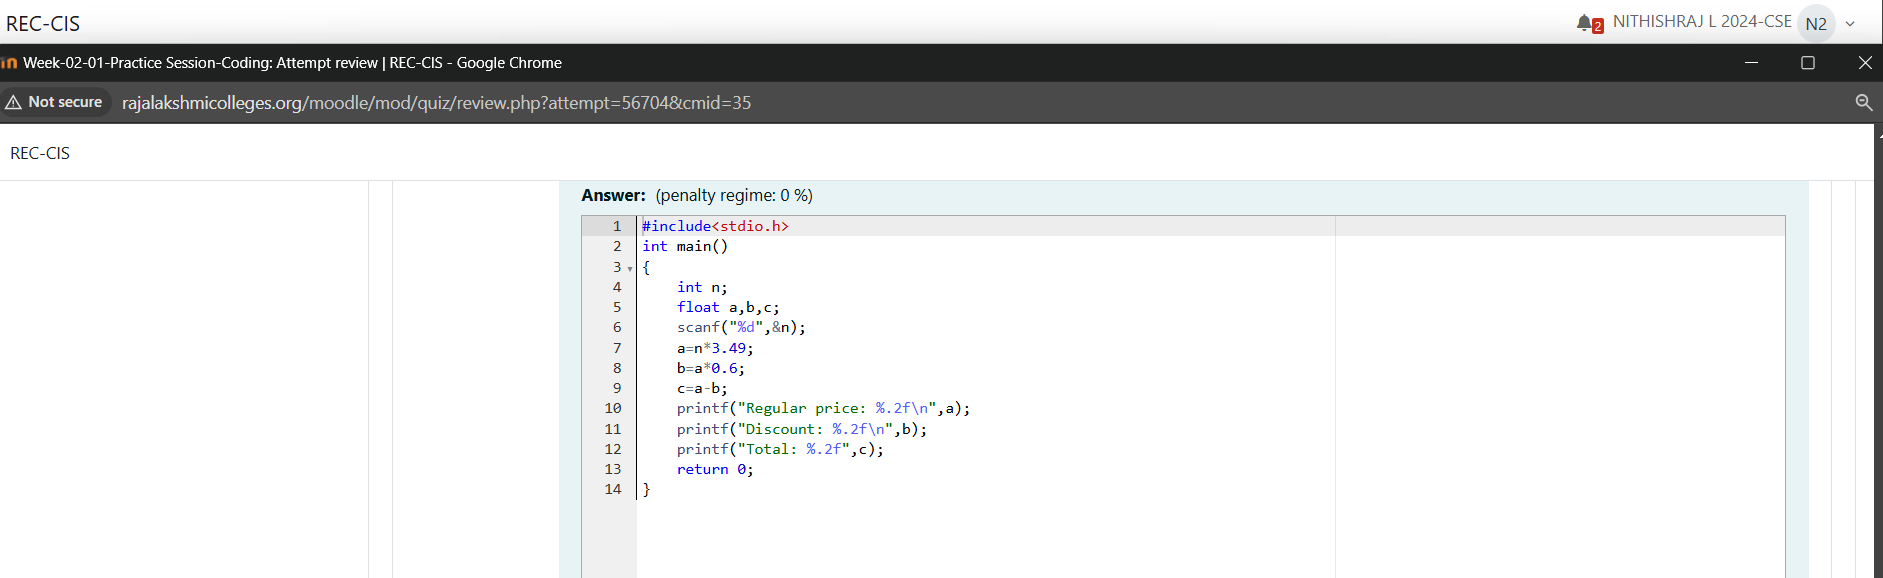 REC-CIS
2 NITHISHRAJ L 2024-CSE N2
in Week-02-01-Practice Session-Coding: Attempt review | REC-CIS - Google Chrome
Not secure rajalakshmicolleges.org/moodle/mod/quiz/review.php?attempt=56704&cmid=35
REC-CIS
Answer: (penalty regime: 0 %)
1 #include<stdio.h>
2 int main()
3 {
4     int n;
5     float a,b,c;
6     scanf("%d",&n);
7     a=n*3.49;
8     b=a*0.6;
9     c=a-b;
10     printf("Regular price: %.2f\n",a);
11     printf("Discount: %.2f\n",b);
12     printf("Total: %.2f",c);
13     return 0;
14 }